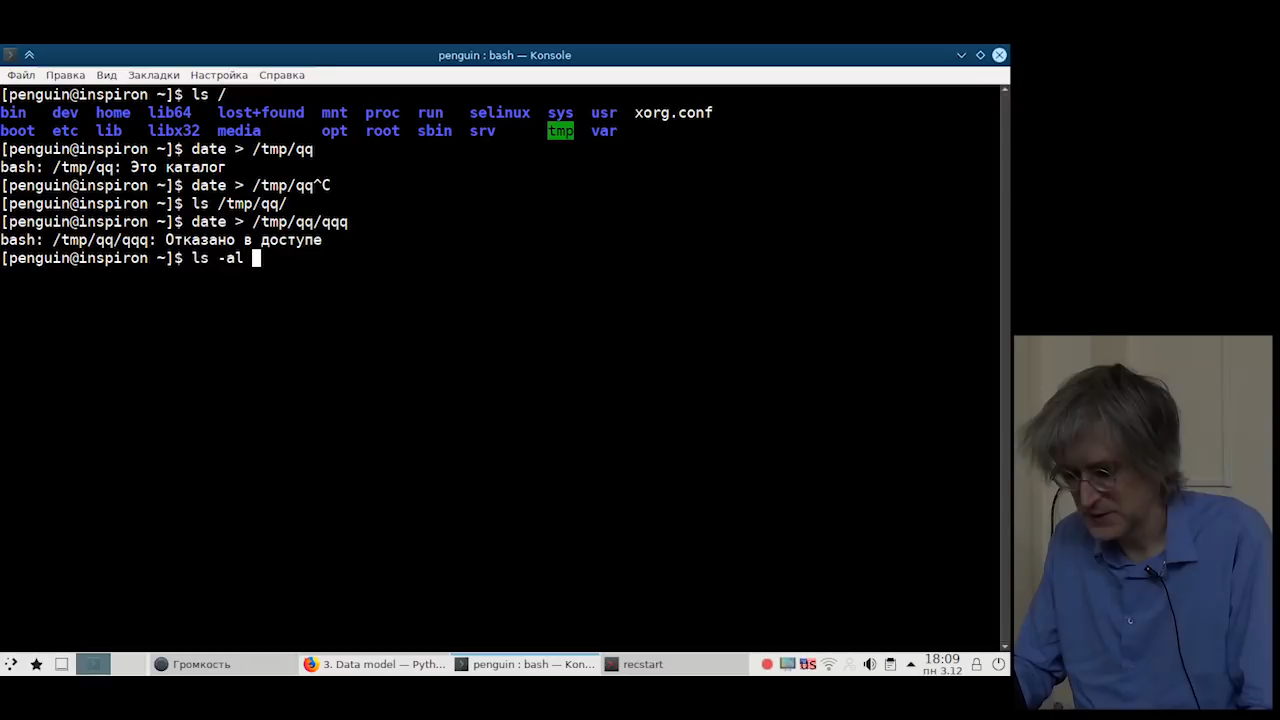 penguin : bash — Konsole
Файл Правка Вид Закладки Настройка Справка
[penguin@inspiron ~]$ ls /
bin dev home lib64 lost+found mnt proc run selinux sys usr xorg.conf
boot etc lib libx32 media opt root sbin srv tmp var
[penguin@inspiron ~]$ date > /tmp/qq
bash: /tmp/qq: Это каталог
[penguin@inspiron ~]$ date > /tmp/qq^C
[penguin@inspiron ~]$ ls /tmp/qq/
[penguin@inspiron ~]$ date > /tmp/qq/qqq
bash: /tmp/qq/qqq: Отказано в доступе
[penguin@inspiron ~]$ ls -al
Громкость 3. Data model — Pyth... penguin : bash — Kon... recstart US 18:09
пн 3.12